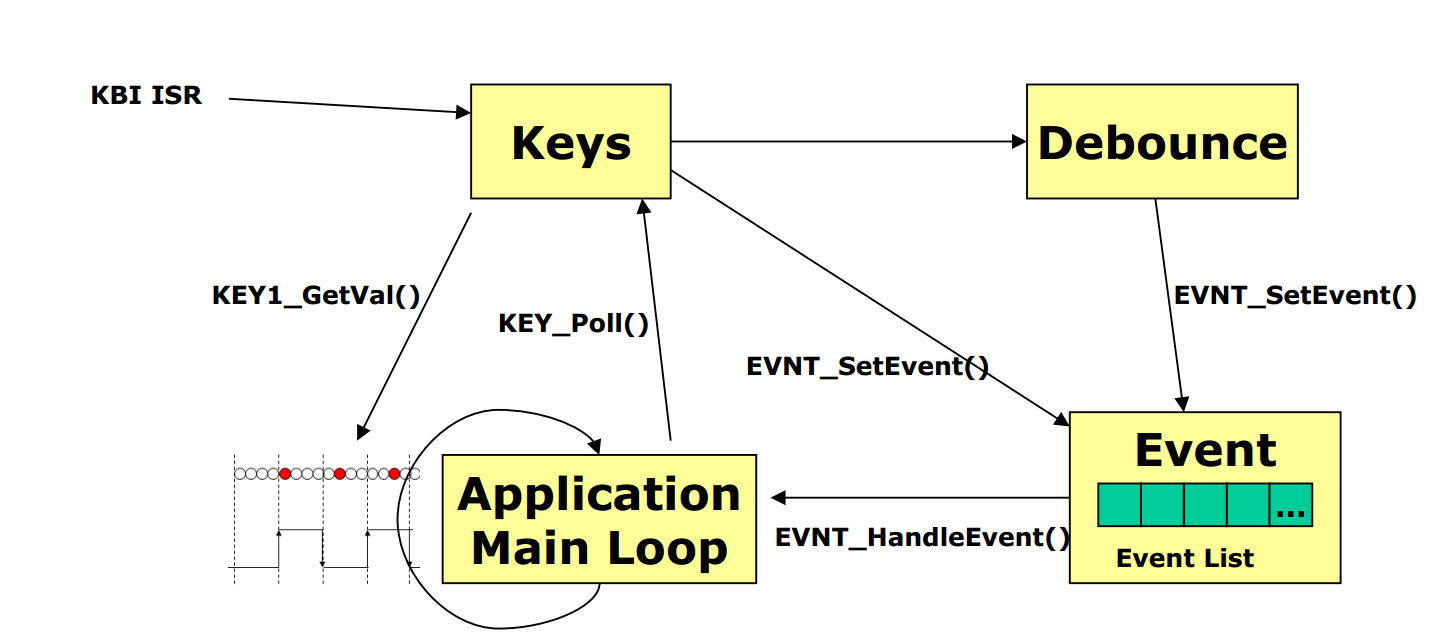 KBI ISR
Keys
Debounce
KEY1_GetVal()
KEY_Poll()
EVNT_SetEvent()
EVNT_SetEvent()
Application
Main Loop
EVNT_HandleEvent()
Event
...
Event List